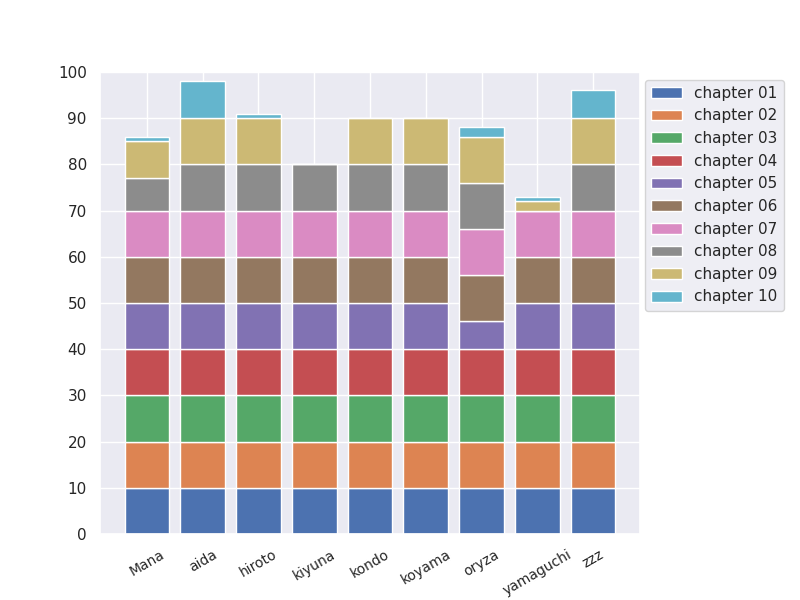 100
90
80
70
60
50
40
30
20
10
0
Mana aida hiroto kiyuna kondo koyama oryza yamaguchi zzz
chapter 01
chapter 02
chapter 03
chapter 04
chapter 05
chapter 06
chapter 07
chapter 08
chapter 09
chapter 10